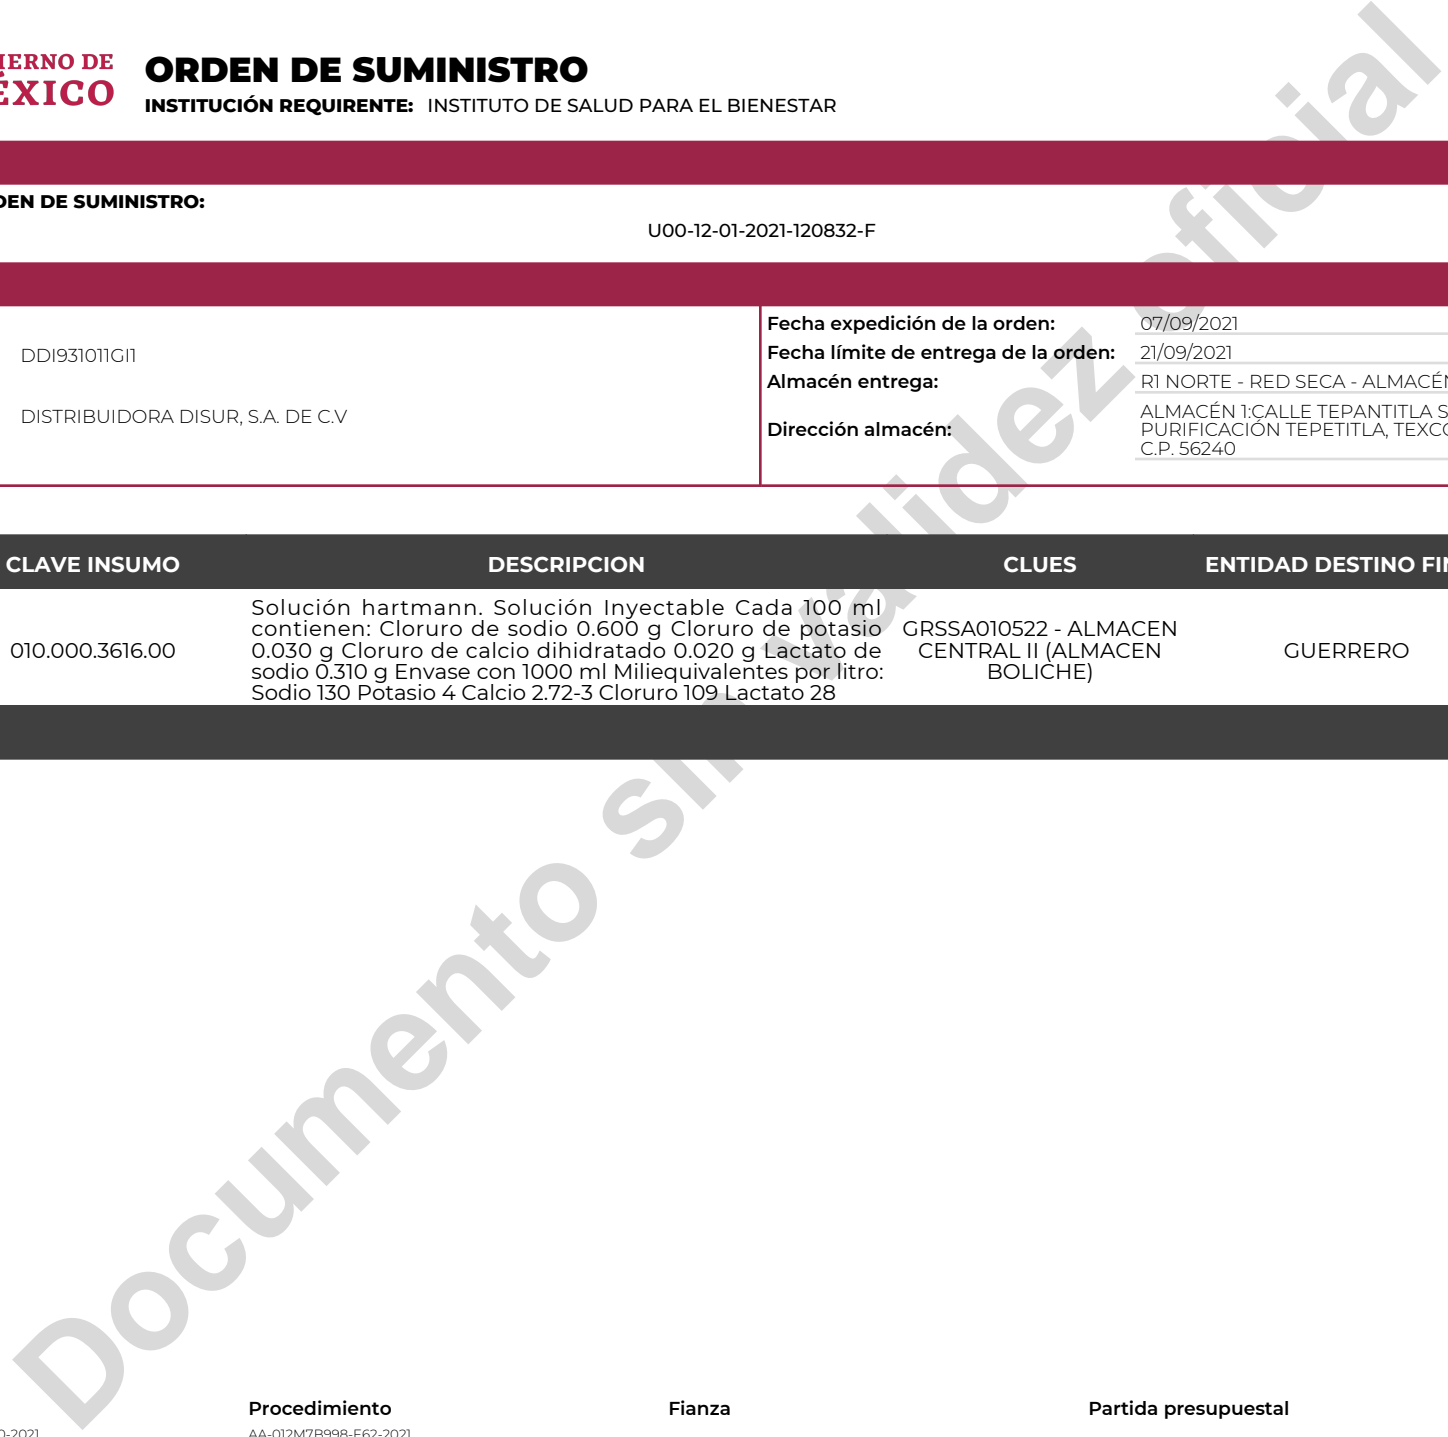 ORDEN DE SUMINISTRO
INSTITUCIÓN REQUIRENTE: INSTITUTO DE SALUD PARA EL BIENESTAR
DE SUMINISTRO:
U00-12-01-2021-120832-F
DDI931011GI1
DISTRIBUIDORA DISUR, S.A. DE C.V
Fecha expedición de la orden: 07/09/2021
Fecha límite de entrega de la orden: 21/09/2021
Almacén entrega: R1 NORTE - RED SECA - ALMACÉN
Dirección almacén: ALMACÉN 1:CALLE TEPANTITLA
PURIFICACIÓN TEPETITLA,
C.P. 56240
CLAVE INSUMO DESCRIPCION CLUES ENTIDAD DESTINO
010.000.3616.00
Solución hartmann. Solución Inyectable Cada 100 ml
contienen: Cloruro de sodio 0.600 g Cloruro de potasio
0.030 g Cloruro de calcio dihidratado 0.020 g Lactato de
sodio 0.310 g Envase con 1000 ml Miliequivalentes por litro:
Sodio 130 Potasio 4 Calcio 2.72-3 Cloruro 109 Lactato 28
GRSSA010522 - ALMACEN
CENTRAL II (ALMACEN
BOLICHE)
GUERRERO
Documento sin validez oficial
Procedimiento Fianza Partida presupuestal
AA-012M7B998-E62-2021